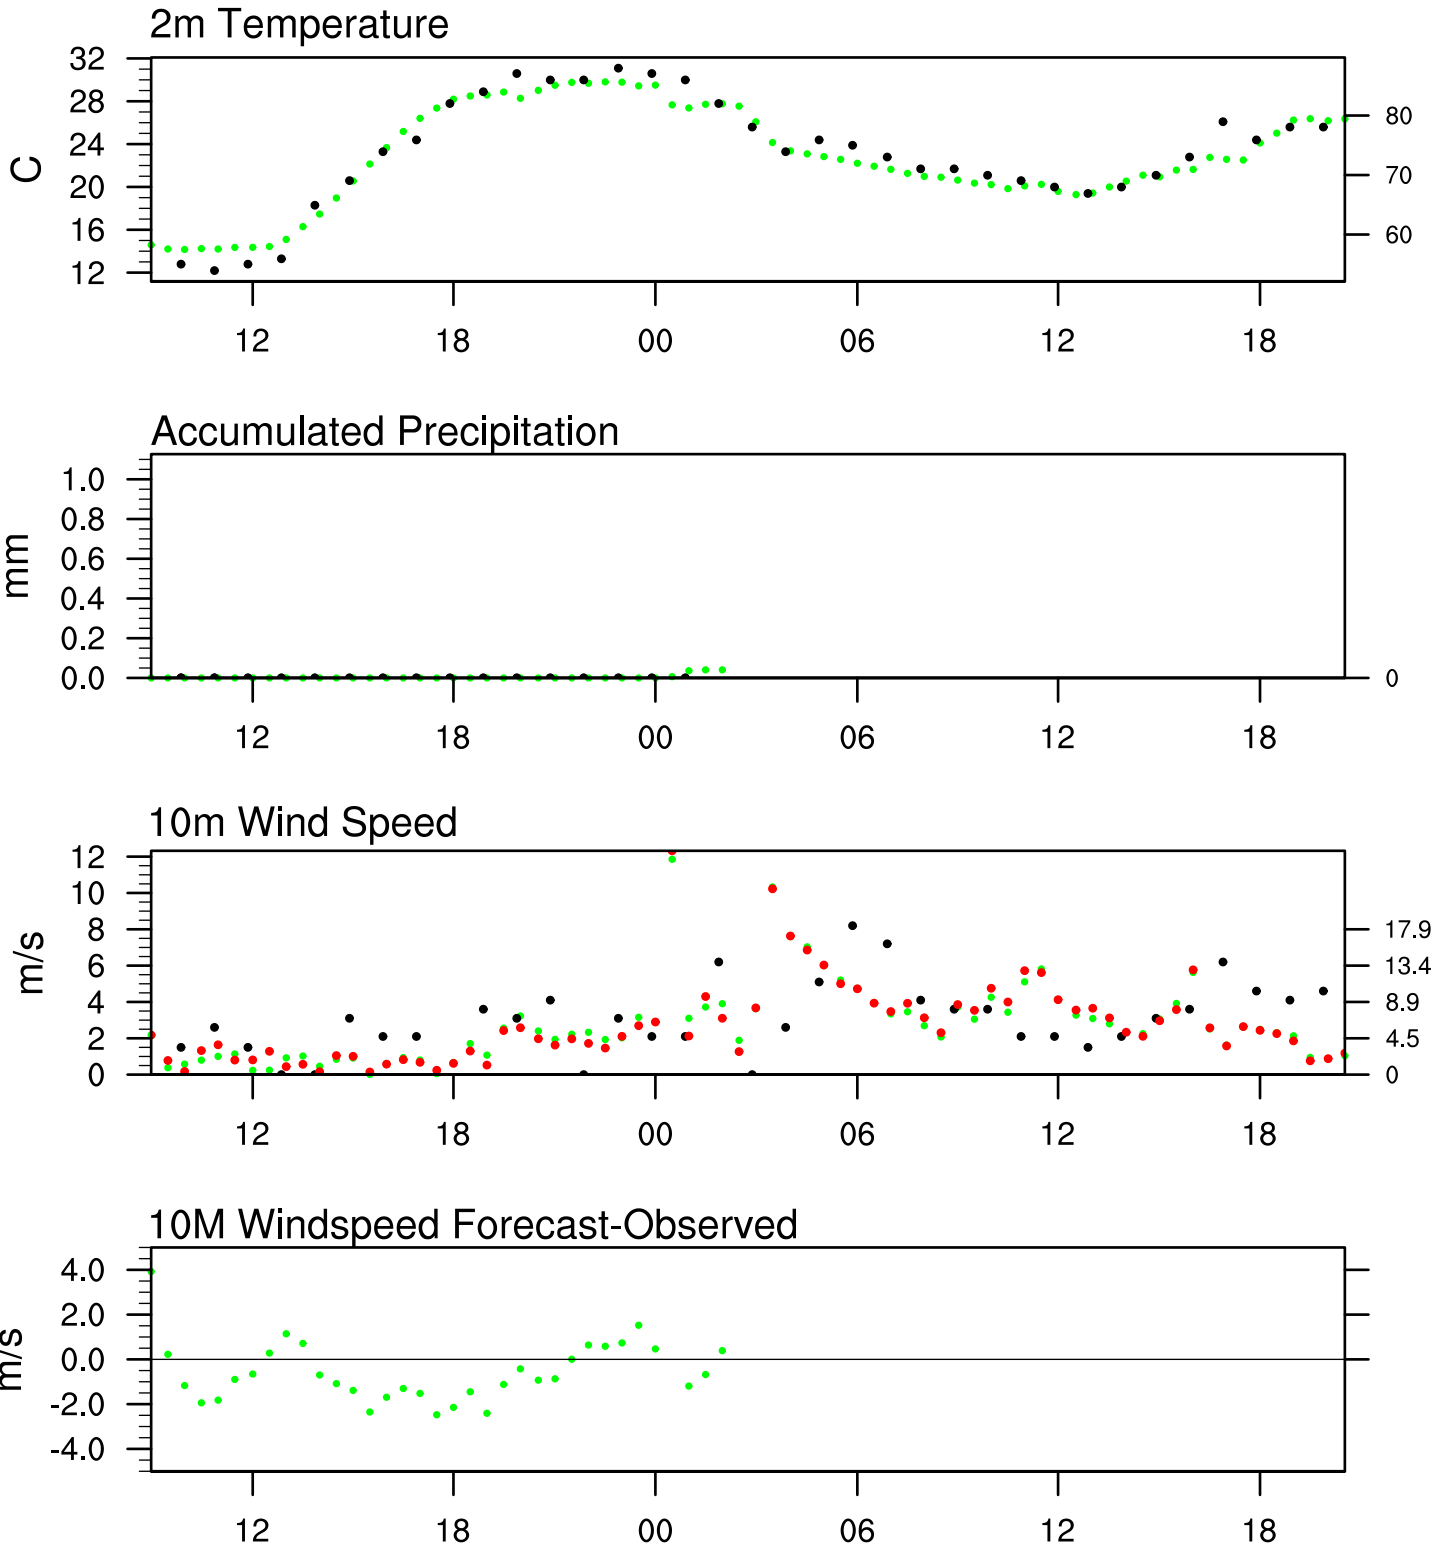 2m Temperature
32
28
24
20
16
12
C
80
70
60
12 18 00 06 12 18
Accumulated Precipitation
1.0
0.8
0.6
0.4
0.2
0.0
mm
0
12 18 00 06 12 18
10m Wind Speed
12
10
8
6
4
2
0
m/s
17.9
13.4
8.9
4.5
0
12 18 00 06 12 18
10M Windspeed Forecast-Observed
4.0
2.0
0.0
-2.0
-4.0
m/s
12 18 00 06 12 18